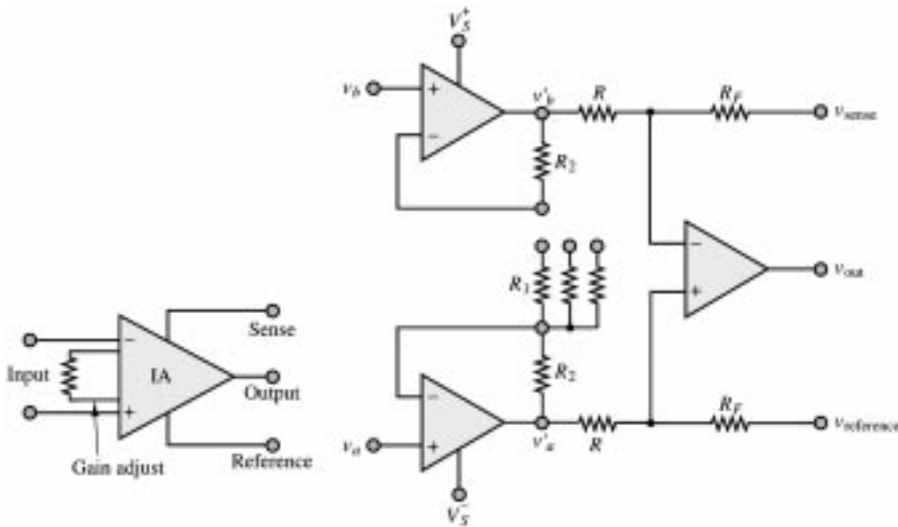 Input
−
+
IA
Gain adjust
Sense
Output
Reference
V_S^+
v_b
+
−
v'_b
R
R_F
v_sense
R_2
R_1
−
+
v_out
R_2
−
+
v_a
v'_a
R
R_F
v_reference
V_S^−